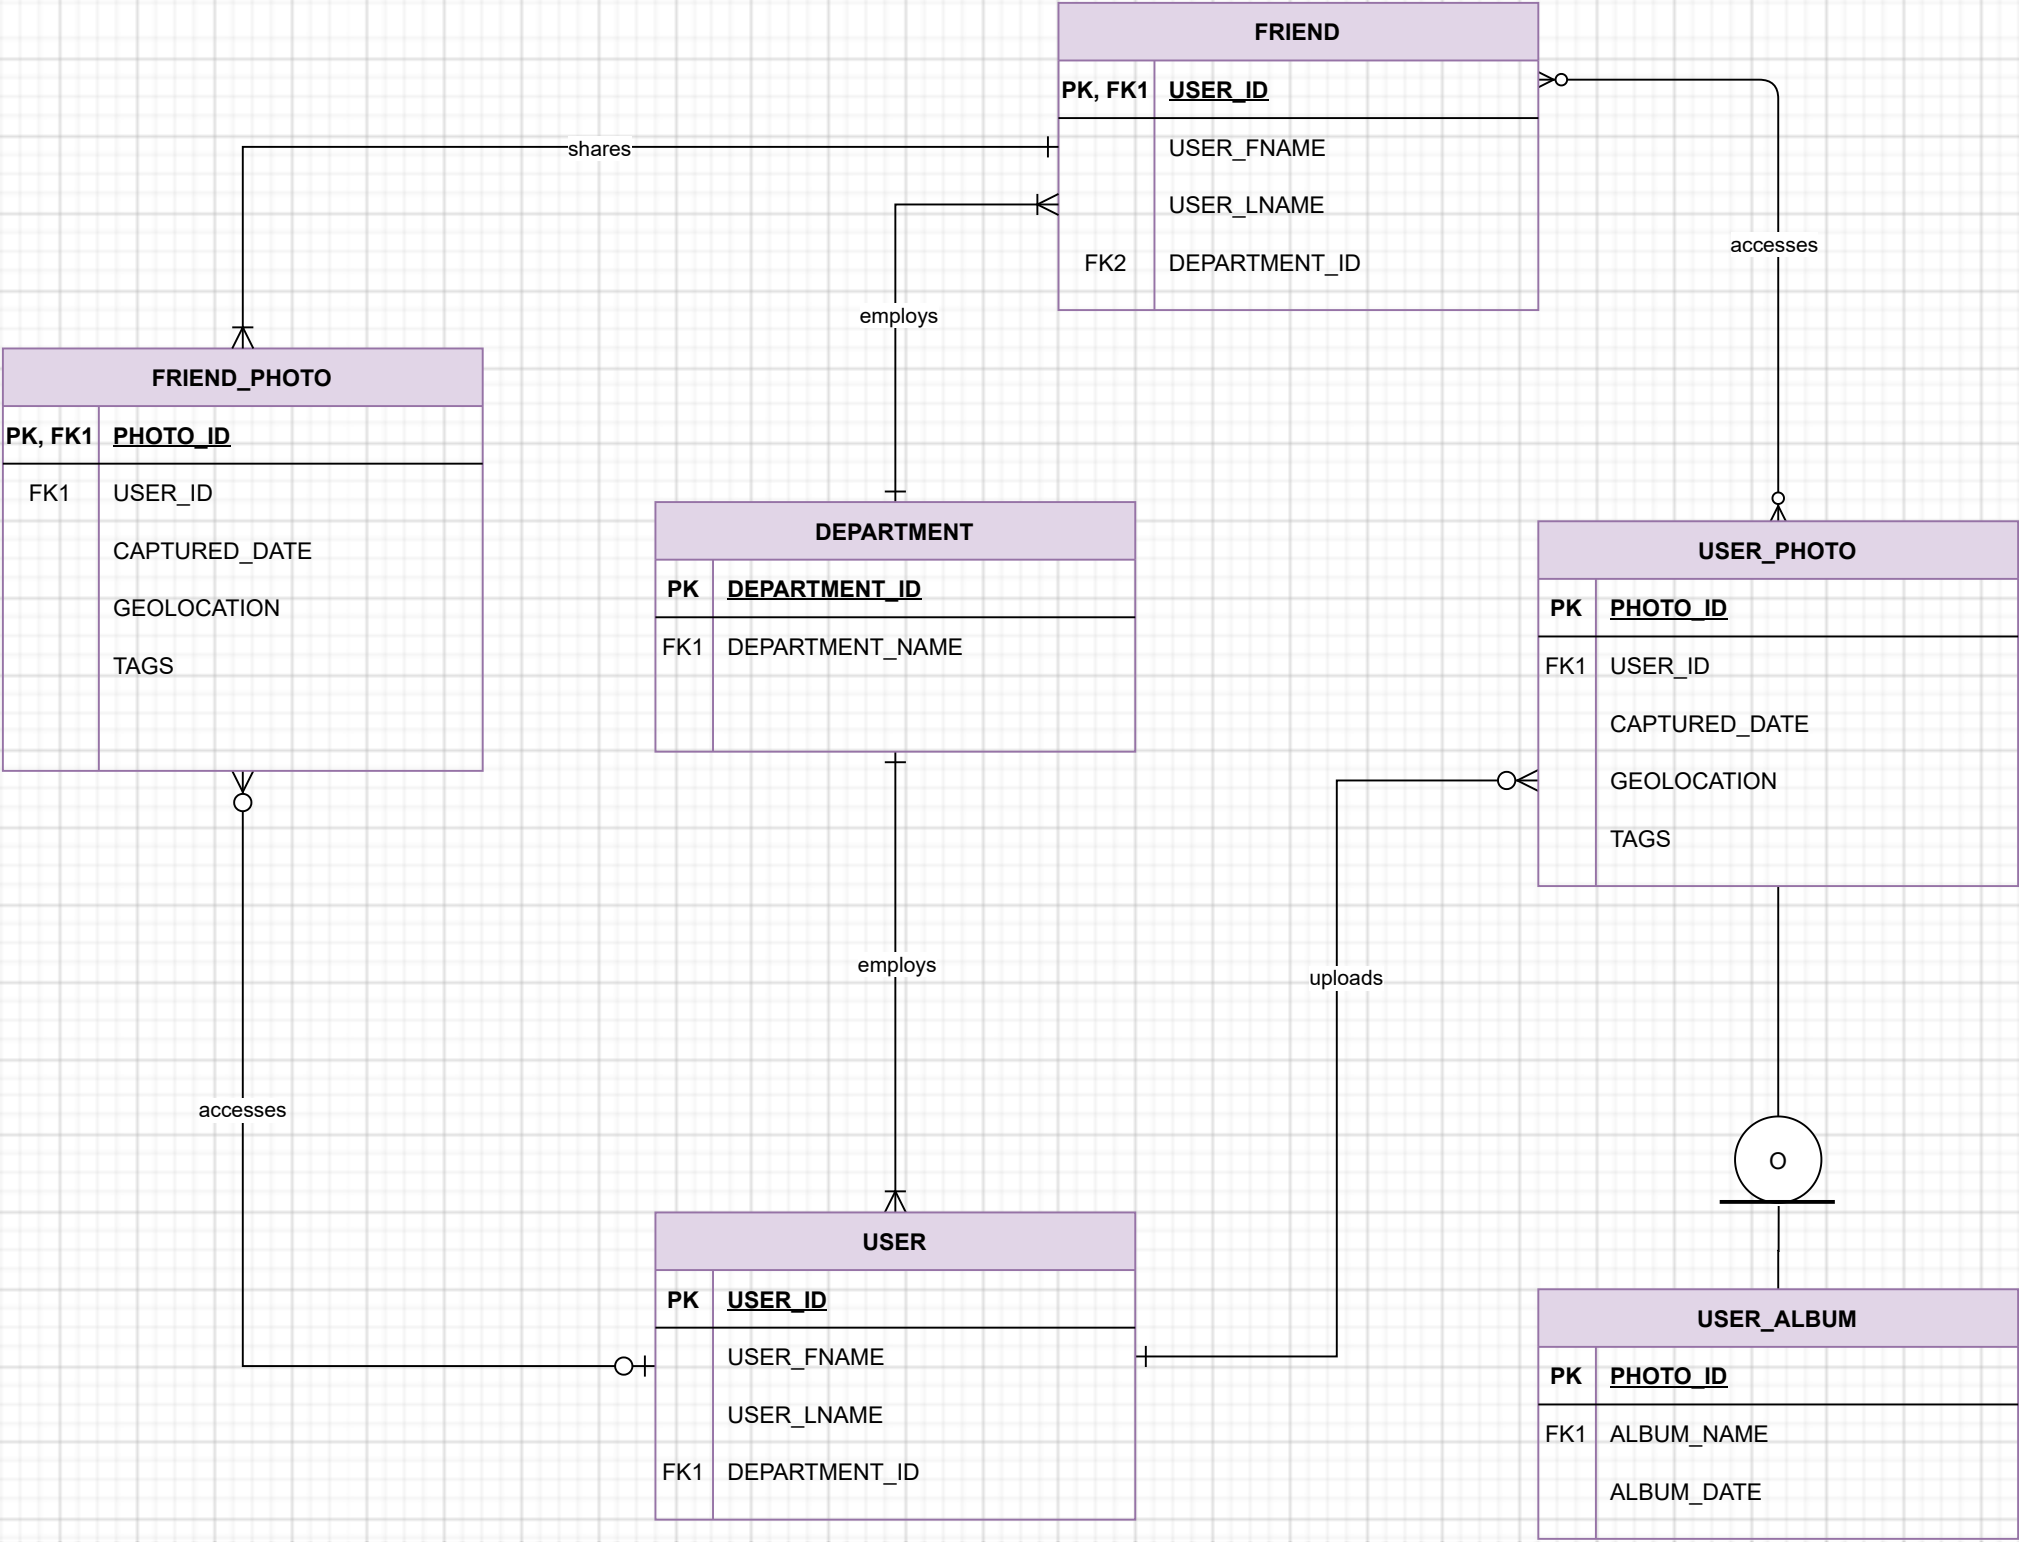 FRIEND
PK, FK1 USER_ID
USER_FNAME
USER_LNAME
FK2 DEPARTMENT_ID
shares
employs
accesses
FRIEND_PHOTO
PK, FK1 PHOTO_ID
FK1 USER_ID
CAPTURED_DATE
GEOLOCATION
TAGS
DEPARTMENT
PK DEPARTMENT_ID
FK1 DEPARTMENT_NAME
USER_PHOTO
PK PHOTO_ID
FK1 USER_ID
CAPTURED_DATE
GEOLOCATION
TAGS
employs
uploads
accesses
O
USER
PK USER_ID
USER_FNAME
USER_LNAME
FK1 DEPARTMENT_ID
USER_ALBUM
PK PHOTO_ID
FK1 ALBUM_NAME
ALBUM_DATE